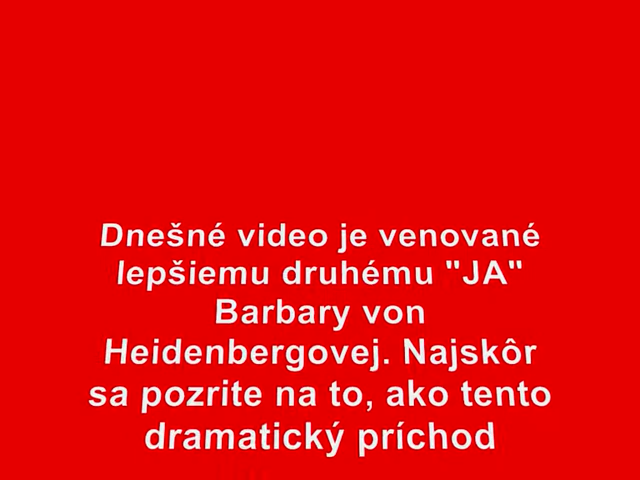 Dnešné video je venované
lepšiemu druhému "JA"
Barbary von
Heidenbergovej. Najskôr
sa pozrite na to, ako tento
dramatický príchod